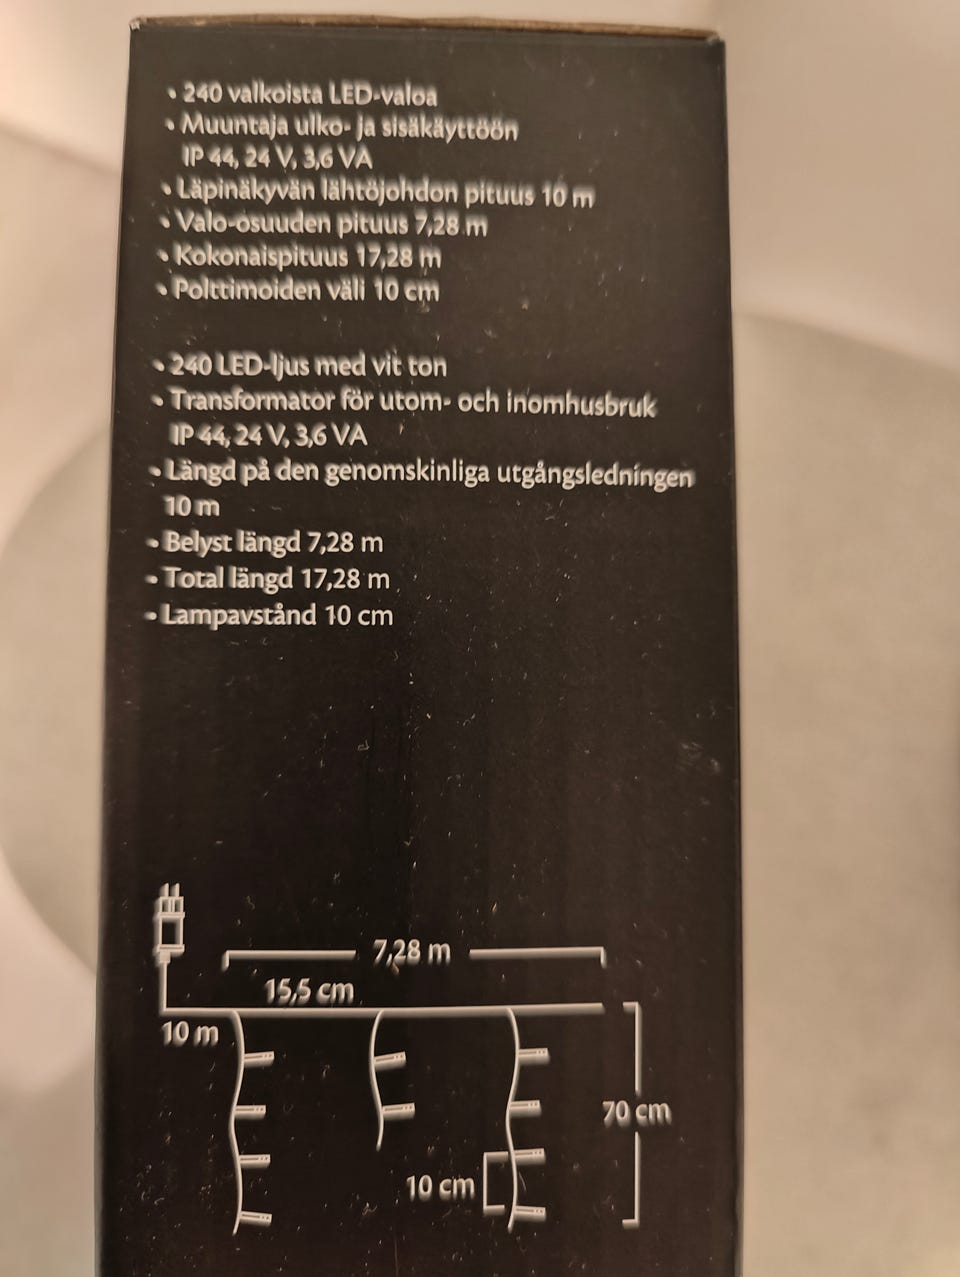 • 240 valkoista LED-valoa
• Muuntaja ulko- ja sisäkäyttöön
IP 44, 24 V, 3,6 VA
• Läpinäkyvän lähtöjohdon pituus 10 m
• Valo-osuuden pituus 7,28 m
• Kokonaispituus 17,28 m
• Polttimoiden väli 10 cm
• 240 LED-ljus med vit ton
• Transformator för utom- och inomhusbruk
IP 44, 24 V, 3,6 VA
• Längd på den genomskinliga utgångsledningen
10 m
• Belyst längd 7,28 m
• Total längd 17,28 m
• Lampavstånd 10 cm
7,28 m
15,5 cm
10 m
70 cm
10 cm